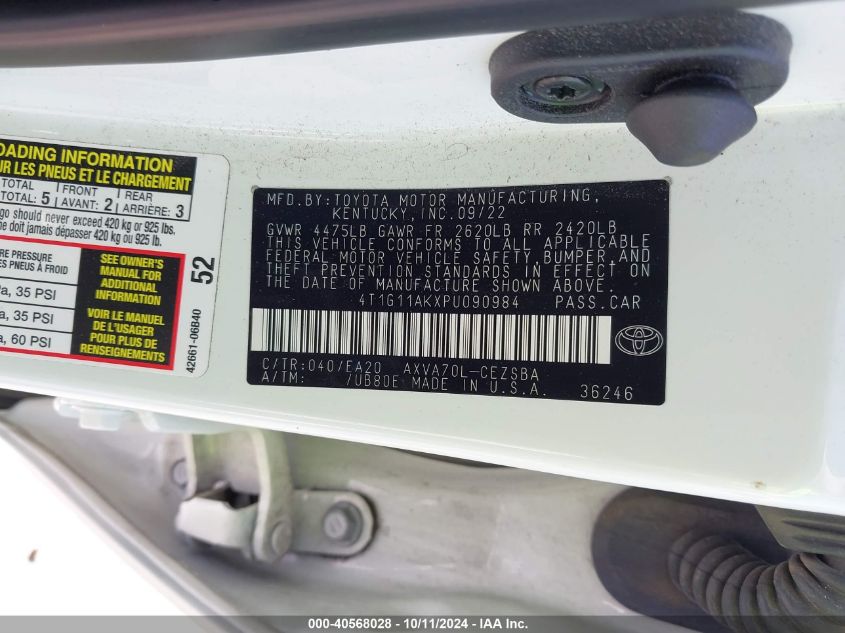 OADING INFORMATION
UR LES PNEUS ET LE CHARGEMENT
TOTAL FRONT REAR
TOTAL: 5 AVANT: 2 ARRIÈRE: 3
go should never exceed 420 kg or 925 lbs.
ne doit jamais dépasser 420 kg ou 925 lb.
E PRESSURE
S PNEUS À FROID
a, 35 PSI
a, 35 PSI
a, 60 PSI
SEE OWNER'S
MANUAL FOR
ADDITIONAL
INFORMATION
VOIR LE MANUEL
DE L'USAGER
POUR PLUS DE
RENSEIGNEMENTS
52
42661-06B40
MFD.BY:TOYOTA MOTOR MANUFACTURING,
KENTUCKY, INC.09/22
GVWR 4475LB GAWR FR 2620LB RR 2420LB
THIS VEHICLE CONFORMS TO ALL APPLICABLE
FEDERAL MOTOR VEHICLE SAFETY,BUMPER,AND
THEFT PREVENTION STANDARDS IN EFFECT ON
THE DATE OF MANUFACTURE SHOWN ABOVE.
4T1G11AKXPU090984 PASS.CAR
C/TR:040/EA20 AXVA70L-CEZSBA
A/TM: /UB80E MADE IN U.S.A.
36246
000-40568028 - 10/11/2024 - IAA Inc.